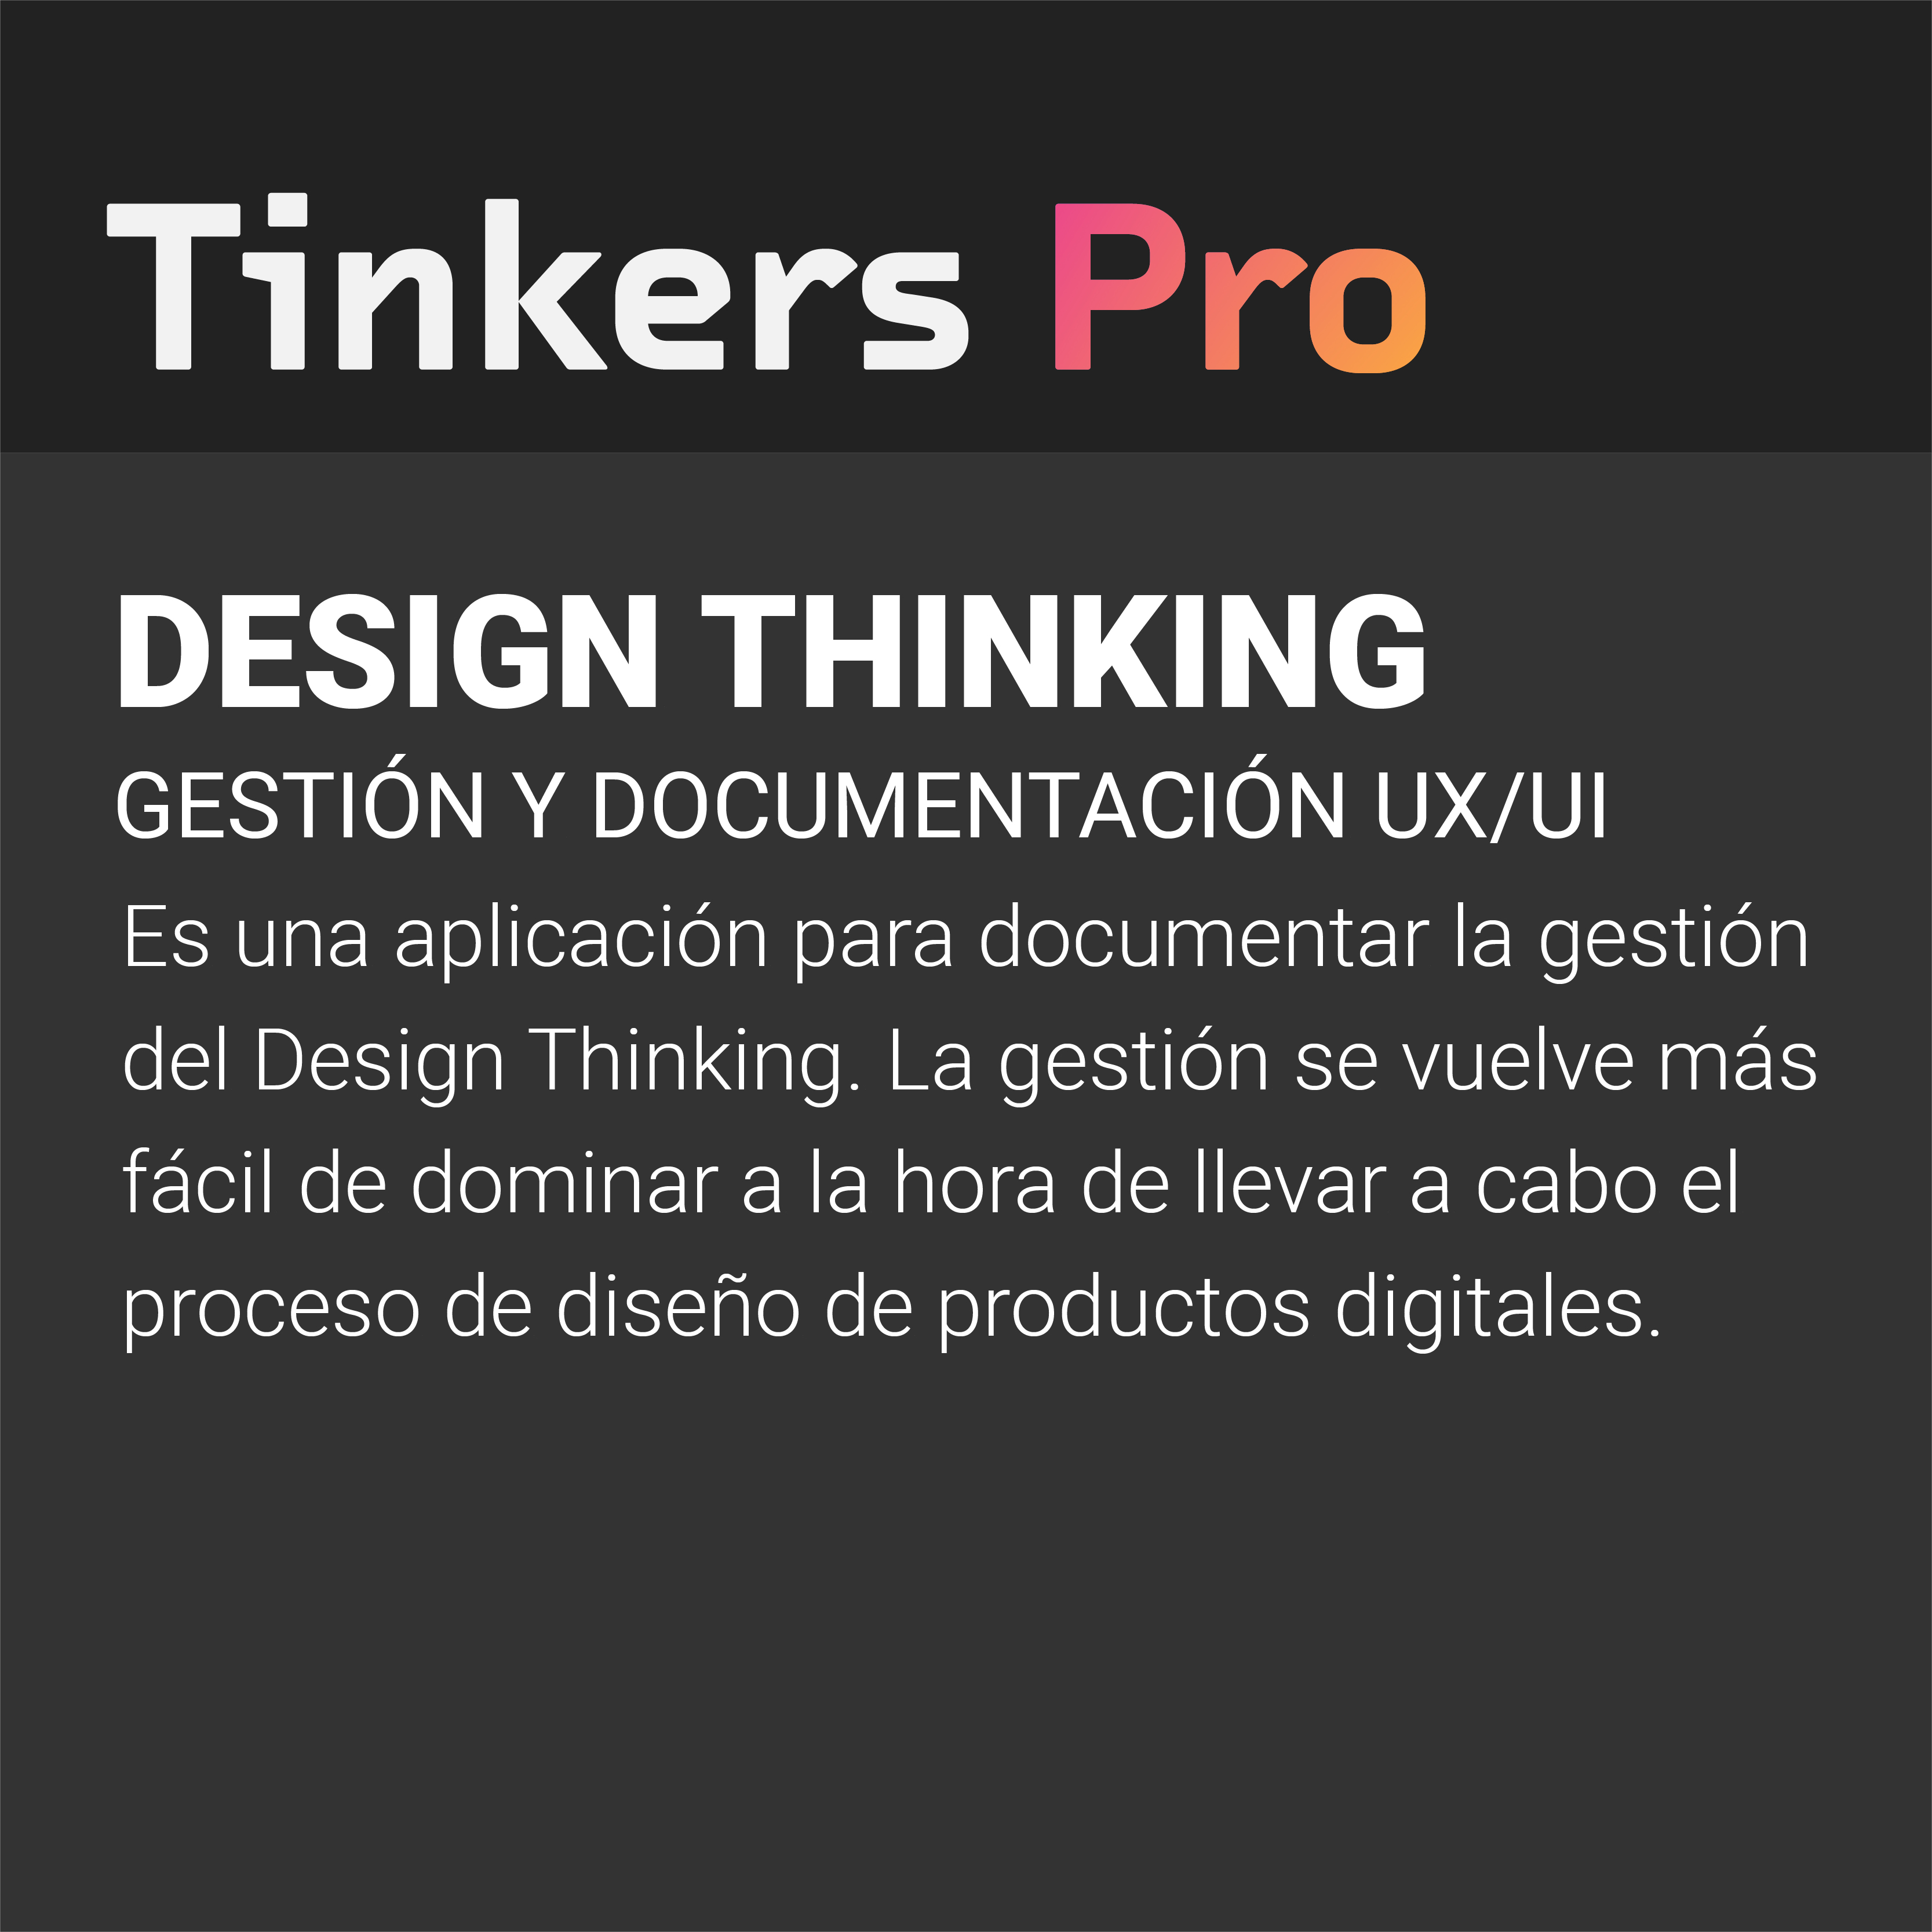 Tinkers Pro
DESIGN THINKING
GESTIÓN Y DOCUMENTACIÓN UX/UI
Es una aplicación para documentar la gestión
del Design Thinking. La gestión se vuelve más
fácil de dominar a la hora de llevar a cabo el
proceso de diseño de productos digitales.